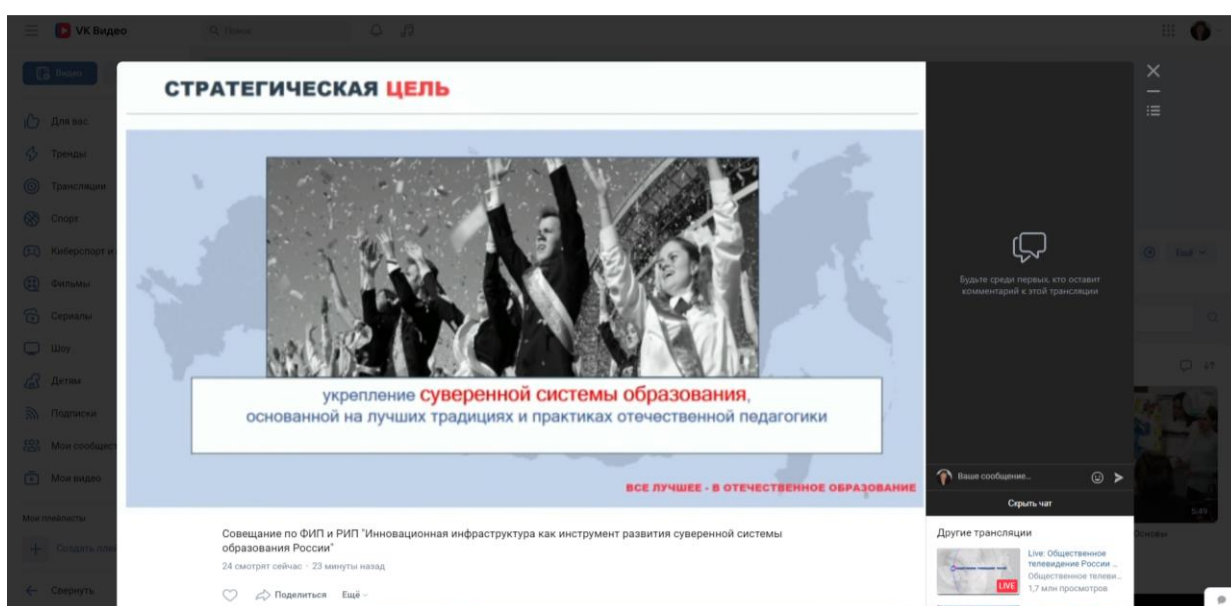 VK Видео
Поиск
Видео
Для вас
Тренды
Трансляции
Спорт
Киберспорт и
Фильмы
Сериалы
Шоу
Детям
Подписки
Мои сообщест
Мои видео
Мои плейлисты
Создать плей
Свернуть
СТРАТЕГИЧЕСКАЯ ЦЕЛЬ
укрепление суверенной системы образования,
основанной на лучших традициях и практиках отечественной педагогики
ВСЕ ЛУЧШЕЕ - В ОТЕЧЕСТВЕННОЕ ОБРАЗОВАНИЕ
Совещание по ФИП и РИП "Инновационная инфраструктура как инструмент развития суверенной системы
образования России"
24 смотрят сейчас · 23 минуты назад
Поделиться
Ещё
Будьте среди первых, кто оставит
комментарий к этой трансляции
Ваше сообщение...
Скрыть чат
Другие трансляции
LIVE
Live: Общественное
телевидение России ...
Общественное телеви...
1,7 млн просмотров
Ещё
5:49
Основы